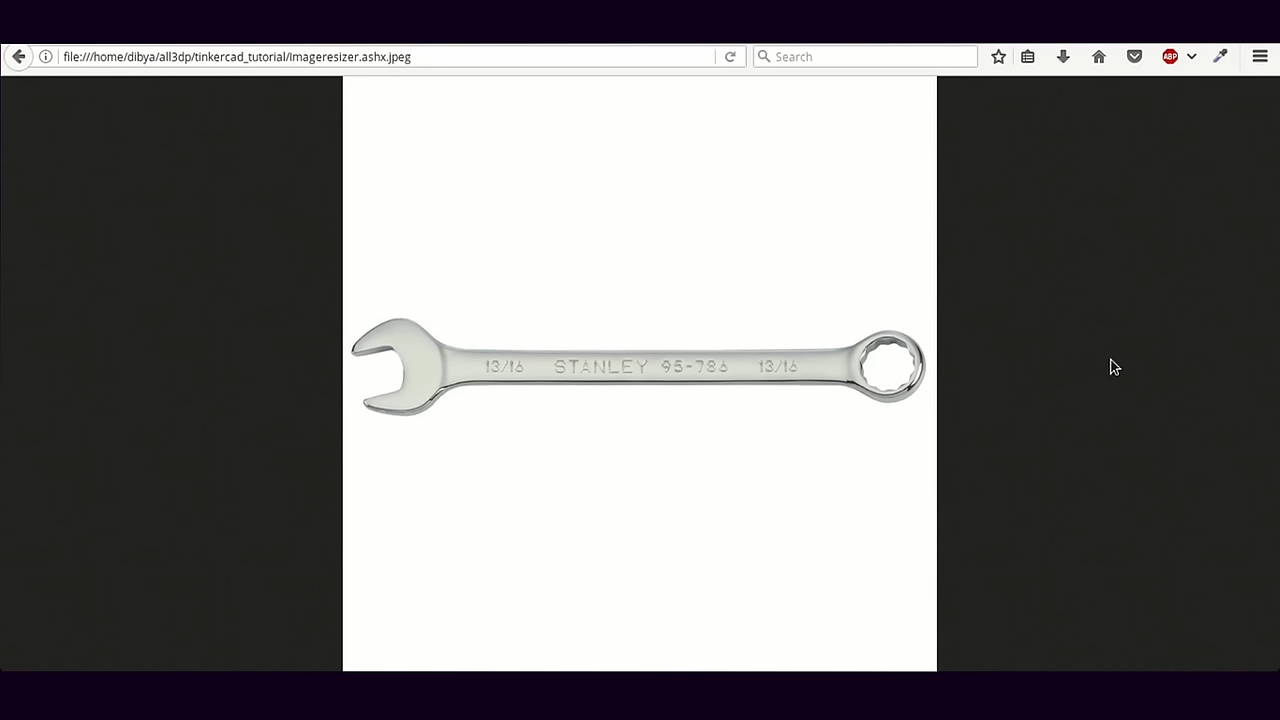 file:///home/dibya/all3dp/tinkercad_tutorial/Imageresizer.ashx.jpeg
Search
ABP
13/16 STANLEY 95-786 13/16